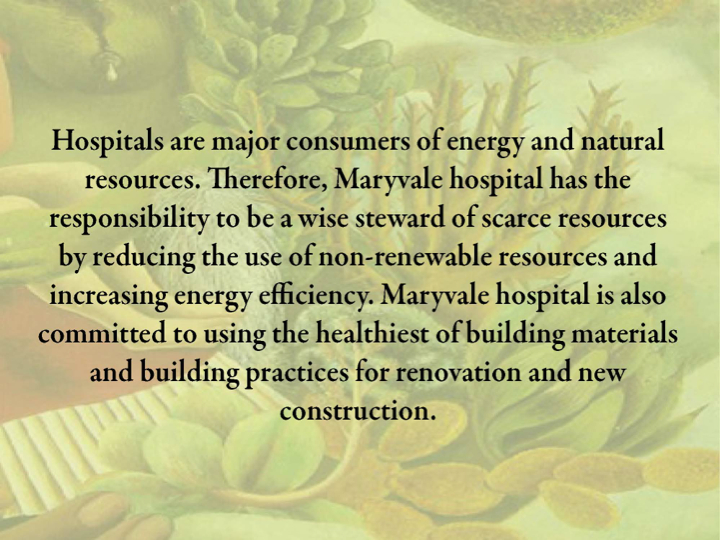 Hospitals are major consumers of energy and natural
resources. Therefore, Maryvale hospital has the
responsibility to be a wise steward of scarce resources
by reducing the use of non-renewable resources and
increasing energy efficiency. Maryvale hospital is also
committed to using the healthiest of building materials
and building practices for renovation and new
construction.